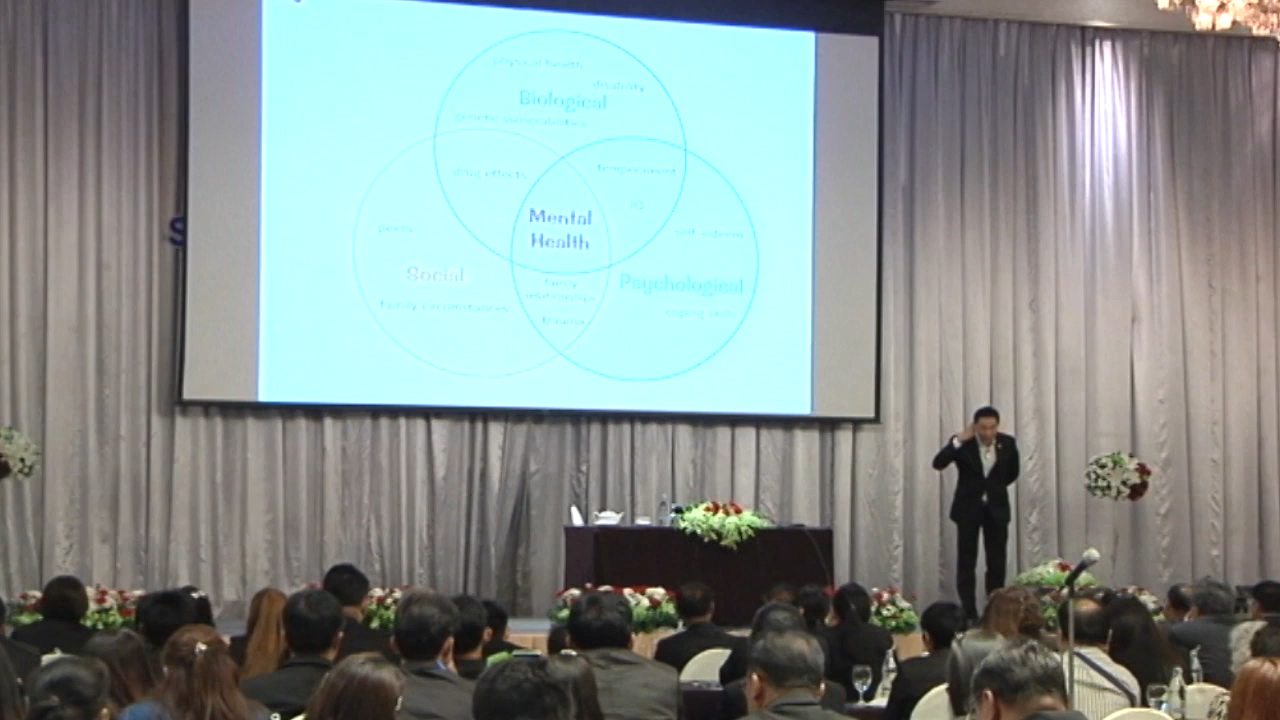 physical health
disability
Biological
genetic vulnerabilities
drug effects
temperament
IQ
Mental
Health
peers
self-esteem
Social
Psychological
family
relationships
family circumstances
coping skills
trauma
S